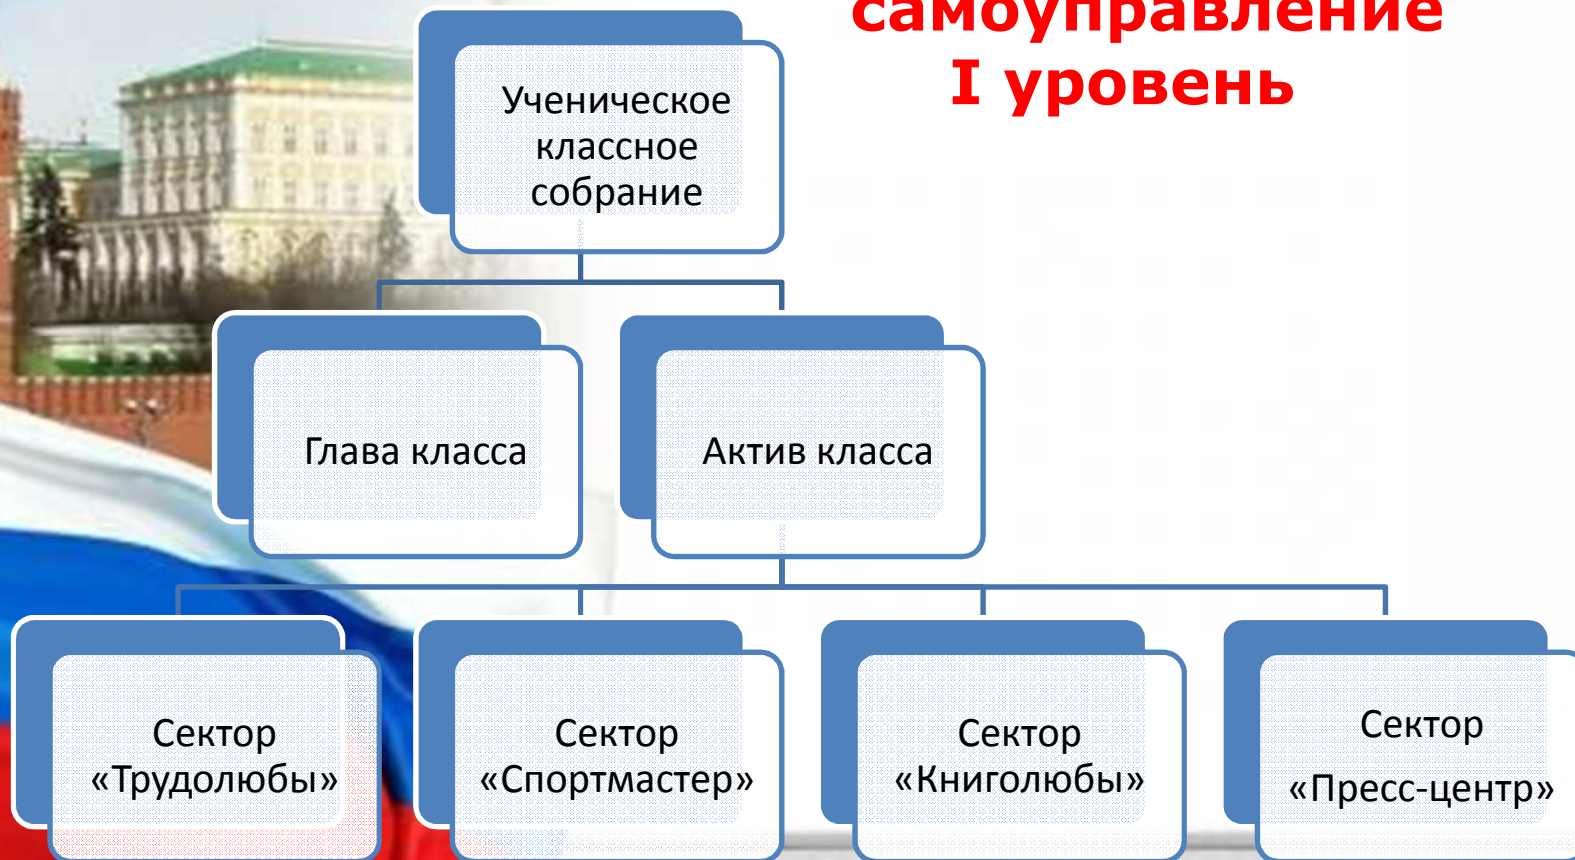 самоуправление
I уровень
Ученическое
классное
собрание
Глава класса
Актив класса
Сектор
«Трудолюбы»
Сектор
«Спортмастер»
Сектор
«Книголюбы»
Сектор
«Пресс-центр»